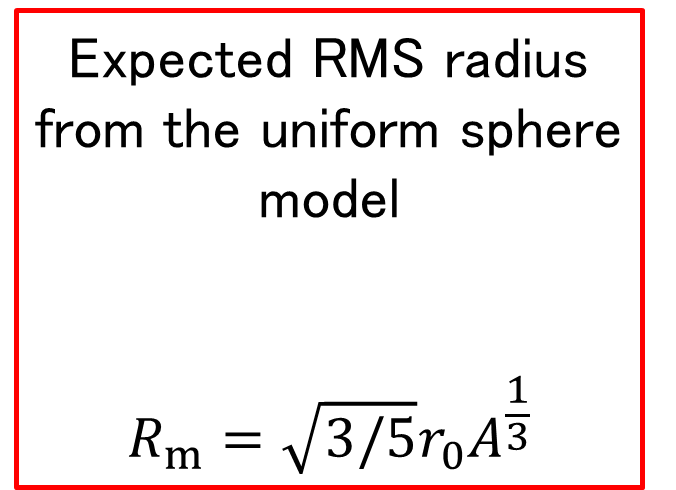 Expected RMS radius
from the uniform sphere
model
R_m = √(3/5) r_0 A^(1/3)